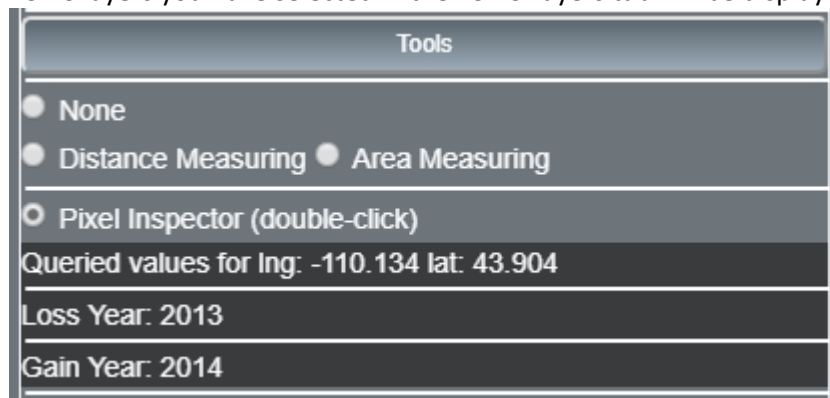 Tools
None
Distance Measuring Area Measuring
Pixel Inspector (double-click)
Queried values for lng: -110.134 lat: 43.904
Loss Year: 2013
Gain Year: 2014